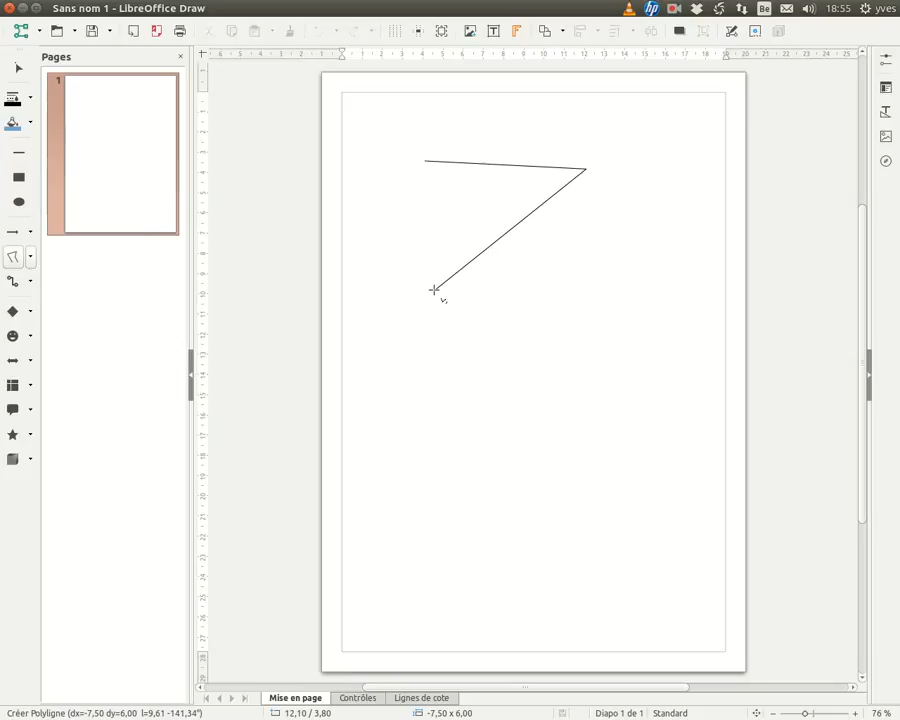 Sans nom 1 - LibreOffice Draw
Be
18:55
yves
Pages
1
Mise en page
Contrôles
Lignes de cote
Créer Polyligne (dx=-7,50 dy=6,00 l=9,61 -141,34°)
12,10 / 3,80
-7,50 x 6,00
Diapo 1 de 1
Standard
76 %